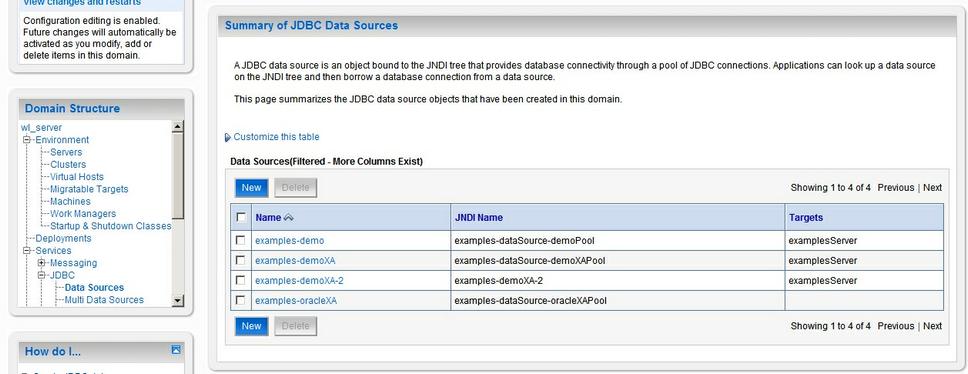 View changes and restarts
Configuration editing is enabled.
Future changes will automatically
be activated as you modify, add or
delete items in this domain.
Domain Structure
wl_server
Environment
Servers
Clusters
Virtual Hosts
Migratable Targets
Machines
Work Managers
Startup & Shutdown Classes
Deployments
Services
Messaging
JDBC
Data Sources
Multi Data Sources
How do I...
Summary of JDBC Data Sources
A JDBC data source is an object bound to the JNDI tree that provides database connectivity through a pool of JDBC connections. Applications can look up a data source
on the JNDI tree and then borrow a database connection from a data source.
This page summarizes the JDBC data source objects that have been created in this domain.
Customize this table
Data Sources(Filtered - More Columns Exist)
New Delete Showing 1 to 4 of 4 Previous | Next
Name JNDI Name Targets
examples-demo examples-dataSource-demoPool examplesServer
examples-demoXA examples-dataSource-demoXAPool examplesServer
examples-demoXA-2 examples-demoXA-2 examplesServer
examples-oracleXA examples-dataSource-oracleXAPool
New Delete Showing 1 to 4 of 4 Previous | Next